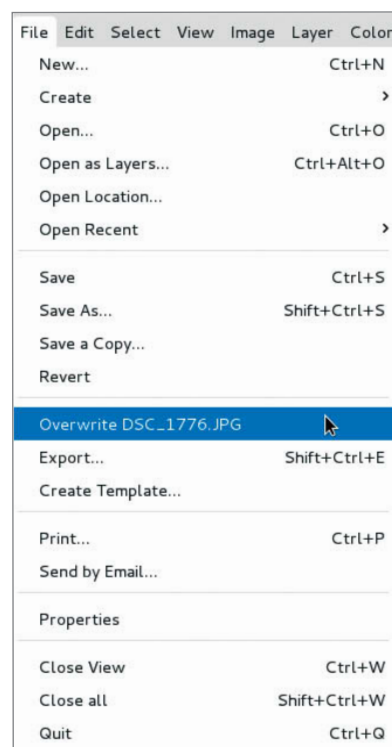 File Edit Select View Image Layer Color
New... Ctrl+N
Create >
Open... Ctrl+O
Open as Layers... Ctrl+Alt+O
Open Location...
Open Recent >
Save Ctrl+S
Save As... Shift+Ctrl+S
Save a Copy...
Revert
Overwrite DSC_1776.JPG
Export... Shift+Ctrl+E
Create Template...
Print... Ctrl+P
Send by Email...
Properties
Close View Ctrl+W
Close all Shift+Ctrl+W
Quit Ctrl+Q